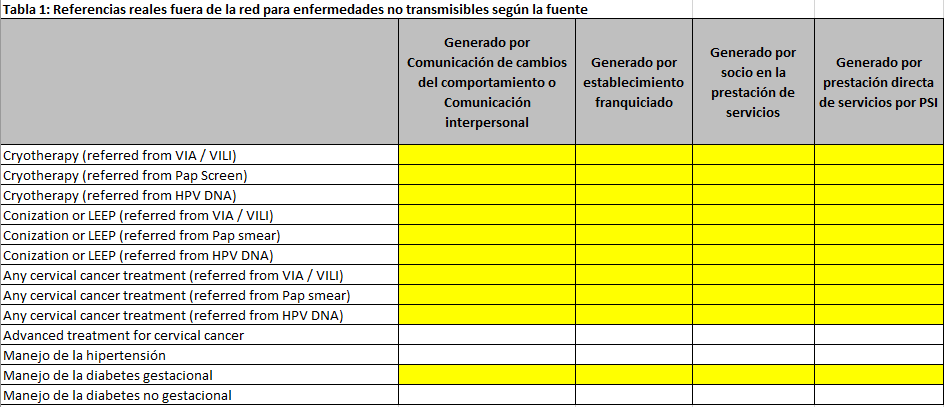 Tabla 1: Referencias reales fuera de la red para enfermedades no transmisibles según la fuente
Generado por
Comunicación de cambios
del comportamiento o
Comunicación
interpersonal
Generado por
establecimiento
franquiciado
Generado por
socio en la
prestación de
servicios
Generado por
prestación directa
de servicios por PSI
Cryotherapy (referred from VIA / VILI)
Cryotherapy (referred from Pap Screen)
Cryotherapy (referred from HPV DNA)
Conization or LEEP (referred from VIA / VILI)
Conization or LEEP (referred from Pap smear)
Conization or LEEP (referred from HPV DNA)
Any cervical cancer treatment (referred from VIA / VILI)
Any cervical cancer treatment (referred from Pap smear)
Any cervical cancer treatment (referred from HPV DNA)
Advanced treatment for cervical cancer
Manejo de la hipertensión
Manejo de la diabetes gestacional
Manejo de la diabetes no gestacional